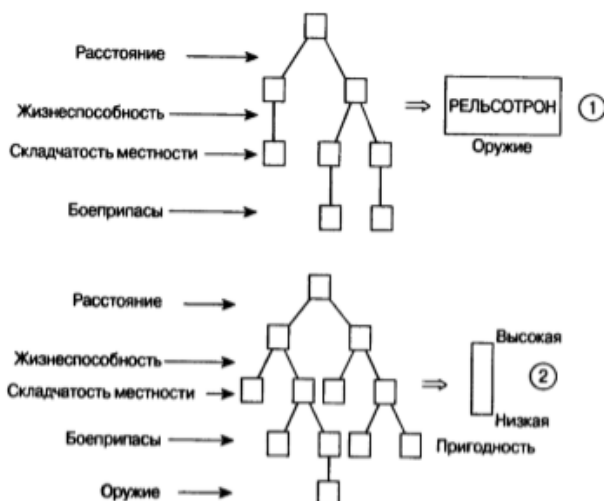 Расстояние
Жизнеспособность
РЕЛЬСОТРОН
1
Складчатость местности
Оружие
Боеприпасы
Расстояние
Высокая
Жизнеспособность
2
Складчатость местности
Низкая
Боеприпасы
Пригодность
Оружие